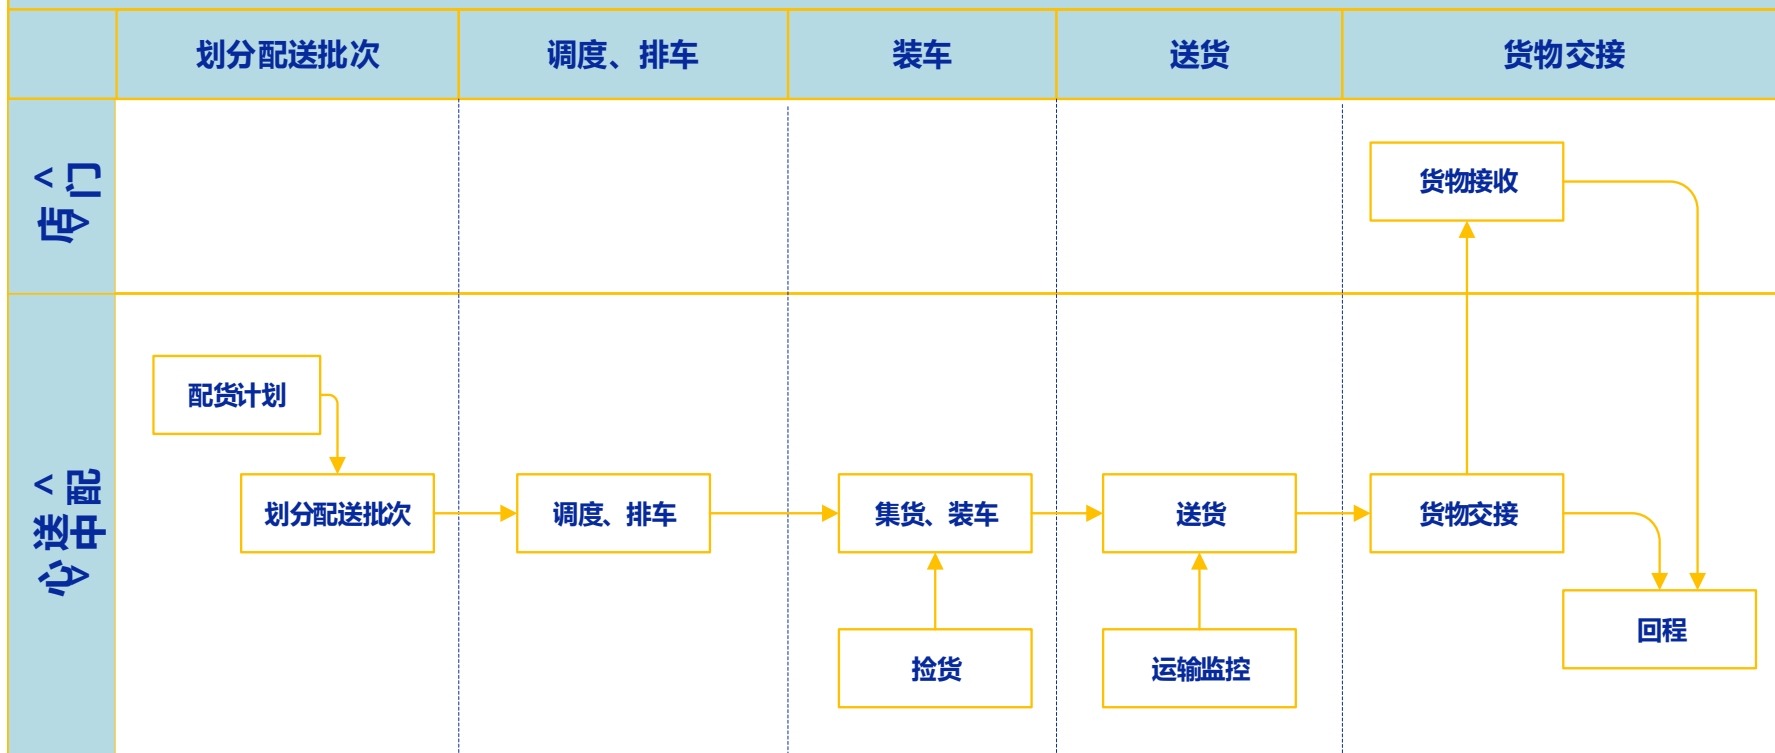 划分配送批次
调度、排车
装车
送货
货物交接
<门店>
货物接收
<配送中心>
配货计划
划分配送批次
调度、排车
集货、装车
送货
货物交接
捡货
运输监控
回程